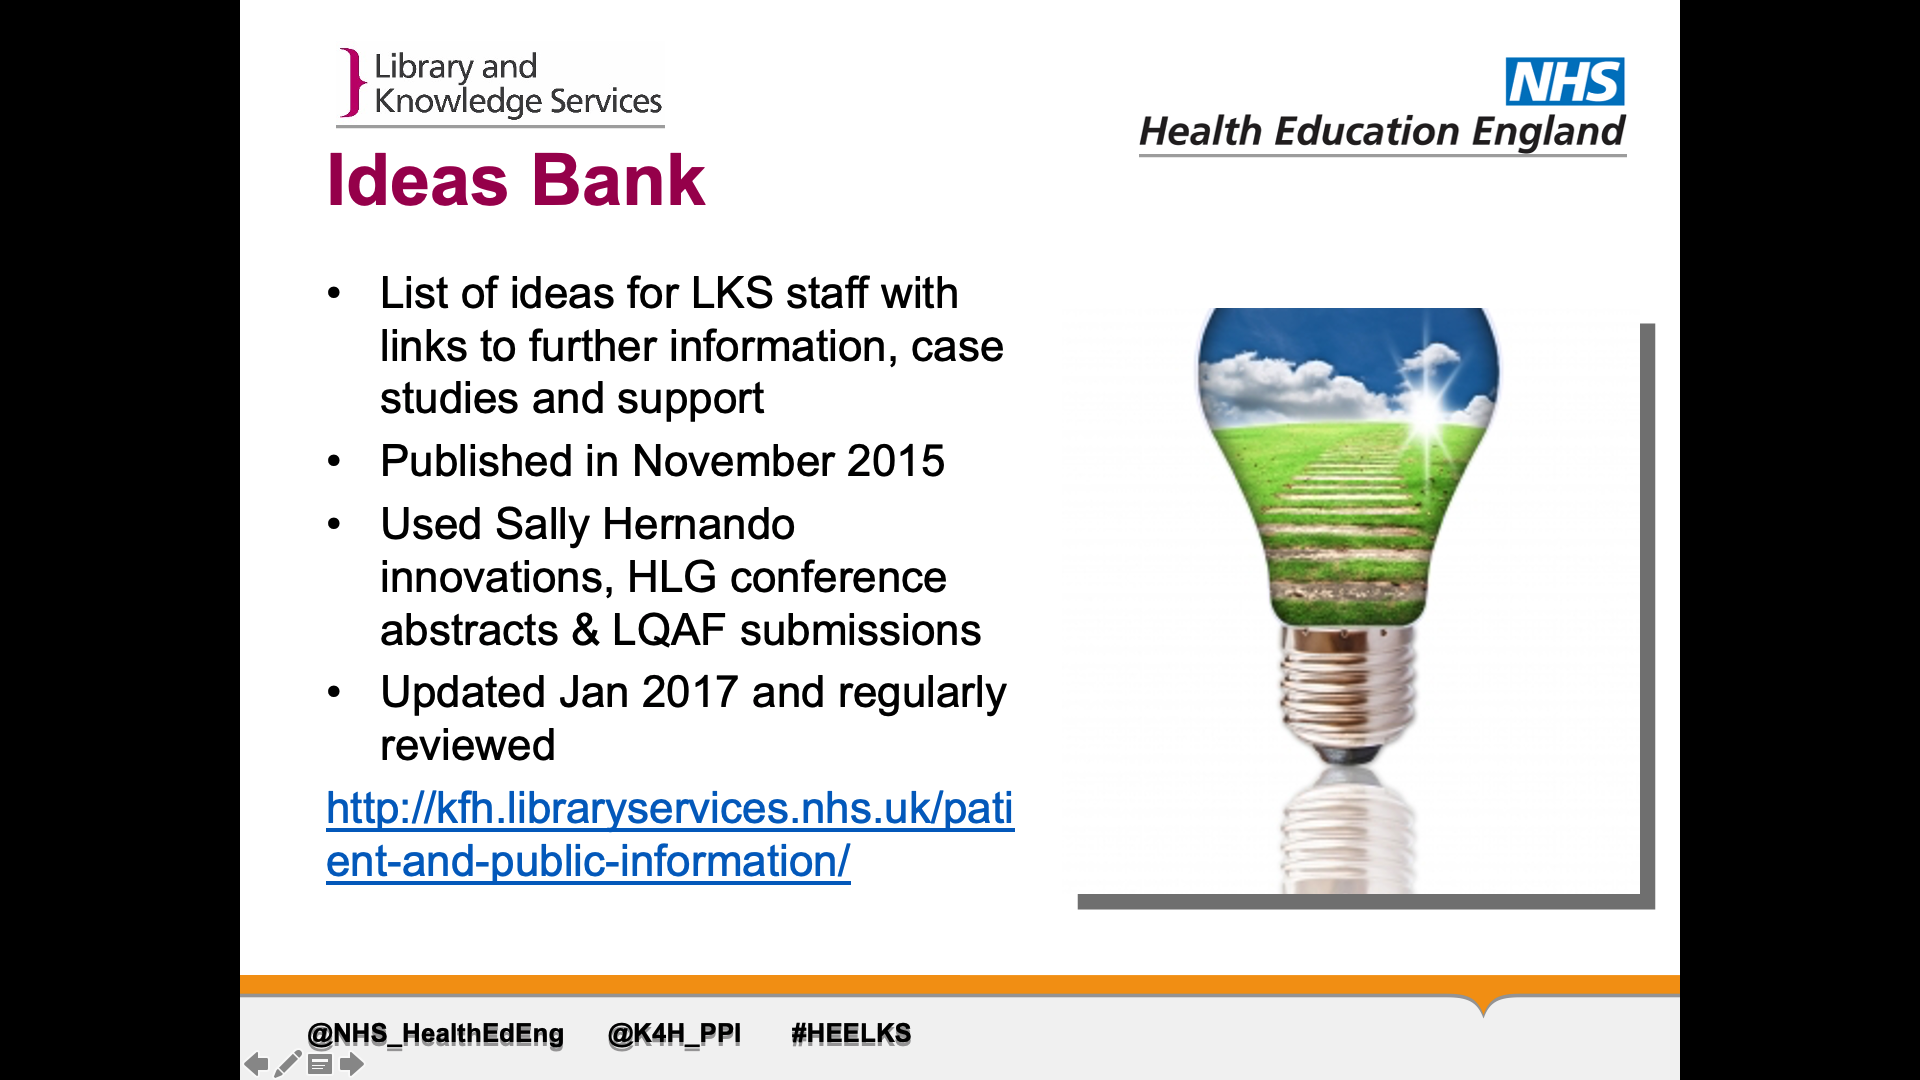 Library and
Knowledge Services
NHS
Health Education England
Ideas Bank
• List of ideas for LKS staff with
links to further information, case
studies and support
• Published in November 2015
• Used Sally Hernando
innovations, HLG conference
abstracts & LQAF submissions
• Updated Jan 2017 and regularly
reviewed
http://kfh.libraryservices.nhs.uk/pati
ent-and-public-information/
@NHS_HealthEdEng @K4H_PPI #HEELKS